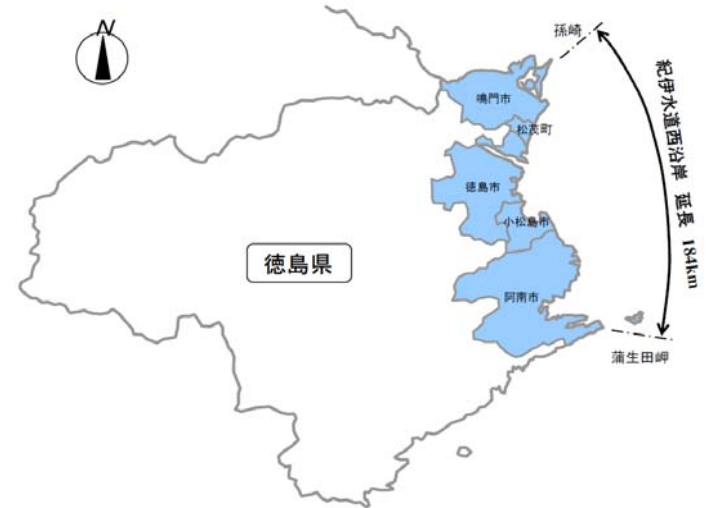 N
孫崎
鳴門市
松茂町
徳島市
小松島市
徳島県
阿南市
蒲生田岬
紀伊水道西沿岸 延長 184km